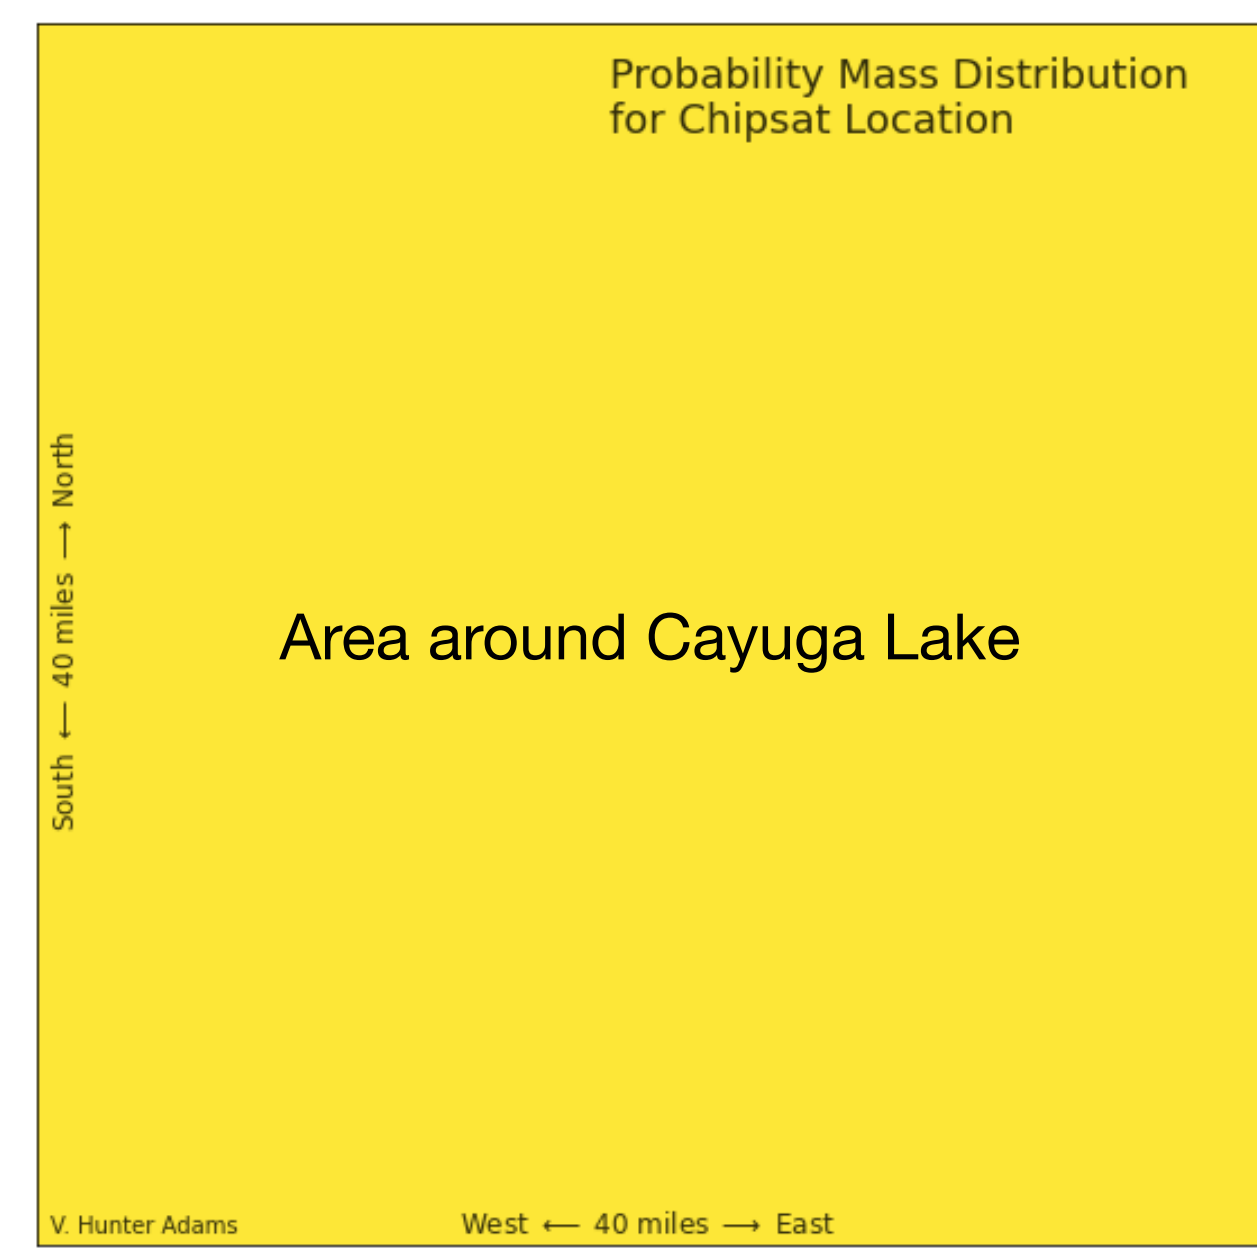 Probability Mass Distribution
for Chipsat Location
South ⟵ 40 miles ⟶ North
Area around Cayuga Lake
V. Hunter Adams
West ⟵ 40 miles ⟶ East